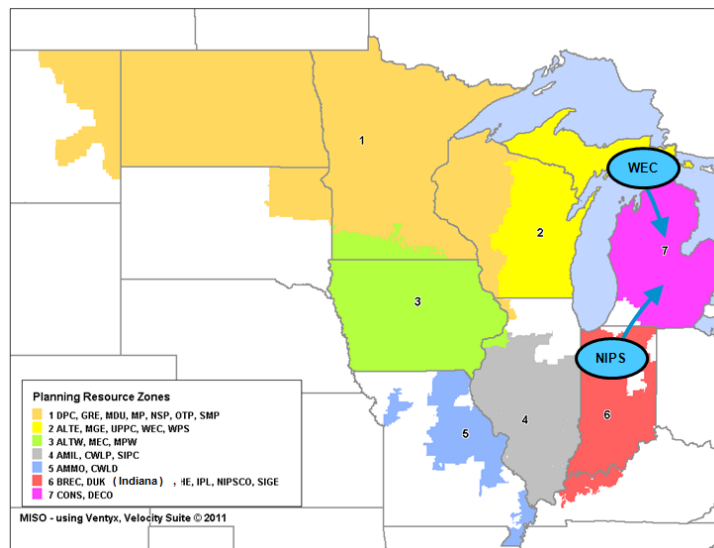 1
WEC
2
7
3
NIPS
4
5
6
Planning Resource Zones
1 DPC, GRE, MDU, MP, NSP, OTP, SMP
2 ALTE, MGE, UPPC, WEC, WPS
3 ALTW, MEC, MPW
4 AMIL, CWLP, SIPC
5 AMMO, CWLD
6 BREC, DUK ( Indiana ) , HE, IPL, NIPSCO, SIGE
7 CONS, DECO
MISO - using Ventyx, Velocity Suite © 2011